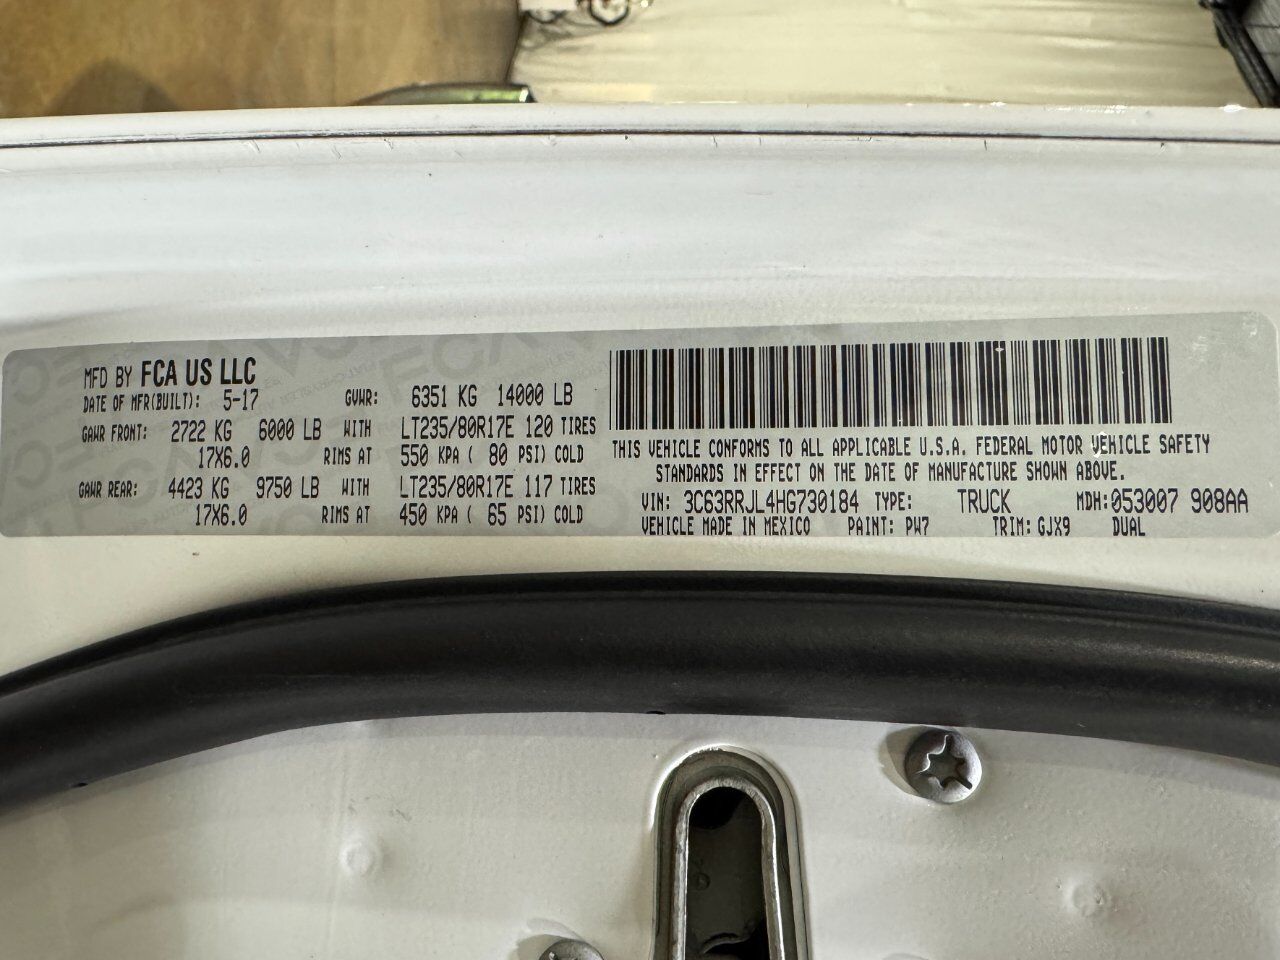 MFD BY FCA US LLC
DATE OF MFR(BUILT): 5-17 GVWR: 6351 KG 14000 LB
GAWR FRONT: 2722 KG 6000 LB WITH LT235/80R17E 120 TIRES
17X6.0 RIMS AT 550 KPA ( 80 PSI) COLD
GAWR REAR: 4423 KG 9750 LB WITH LT235/80R17E 117 TIRES
17X6.0 RIMS AT 450 KPA ( 65 PSI) COLD
THIS VEHICLE CONFORMS TO ALL APPLICABLE U.S.A. FEDERAL MOTOR VEHICLE SAFETY
STANDARDS IN EFFECT ON THE DATE OF MANUFACTURE SHOWN ABOVE.
VIN: 3C63RRJL4HG730184 TYPE: TRUCK MDH:053007 908AA
VEHICLE MADE IN MEXICO PAINT: PW7 TRIM: GJX9 DUAL